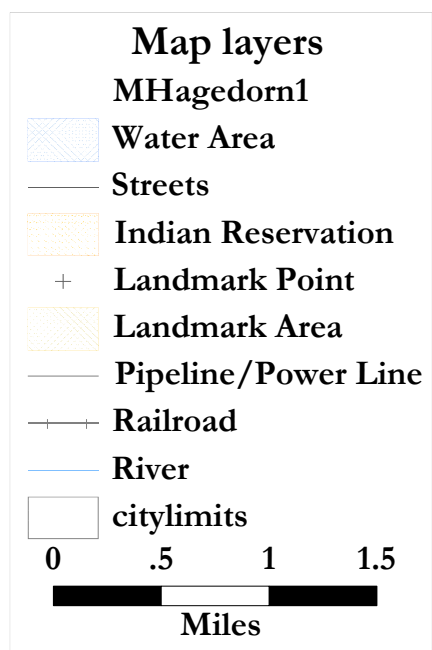 Map layers
MHagedorn1
Water Area
Streets
Indian Reservation
Landmark Point
Landmark Area
Pipeline/Power Line
Railroad
River
citylimits
0 .5 1 1.5
Miles